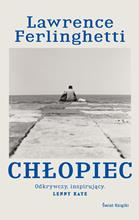 Lawrence
Ferlinghetti
CHŁOPIEC
Odkrywczy, inspirujący.
LENNY KAYE
Świat Książki